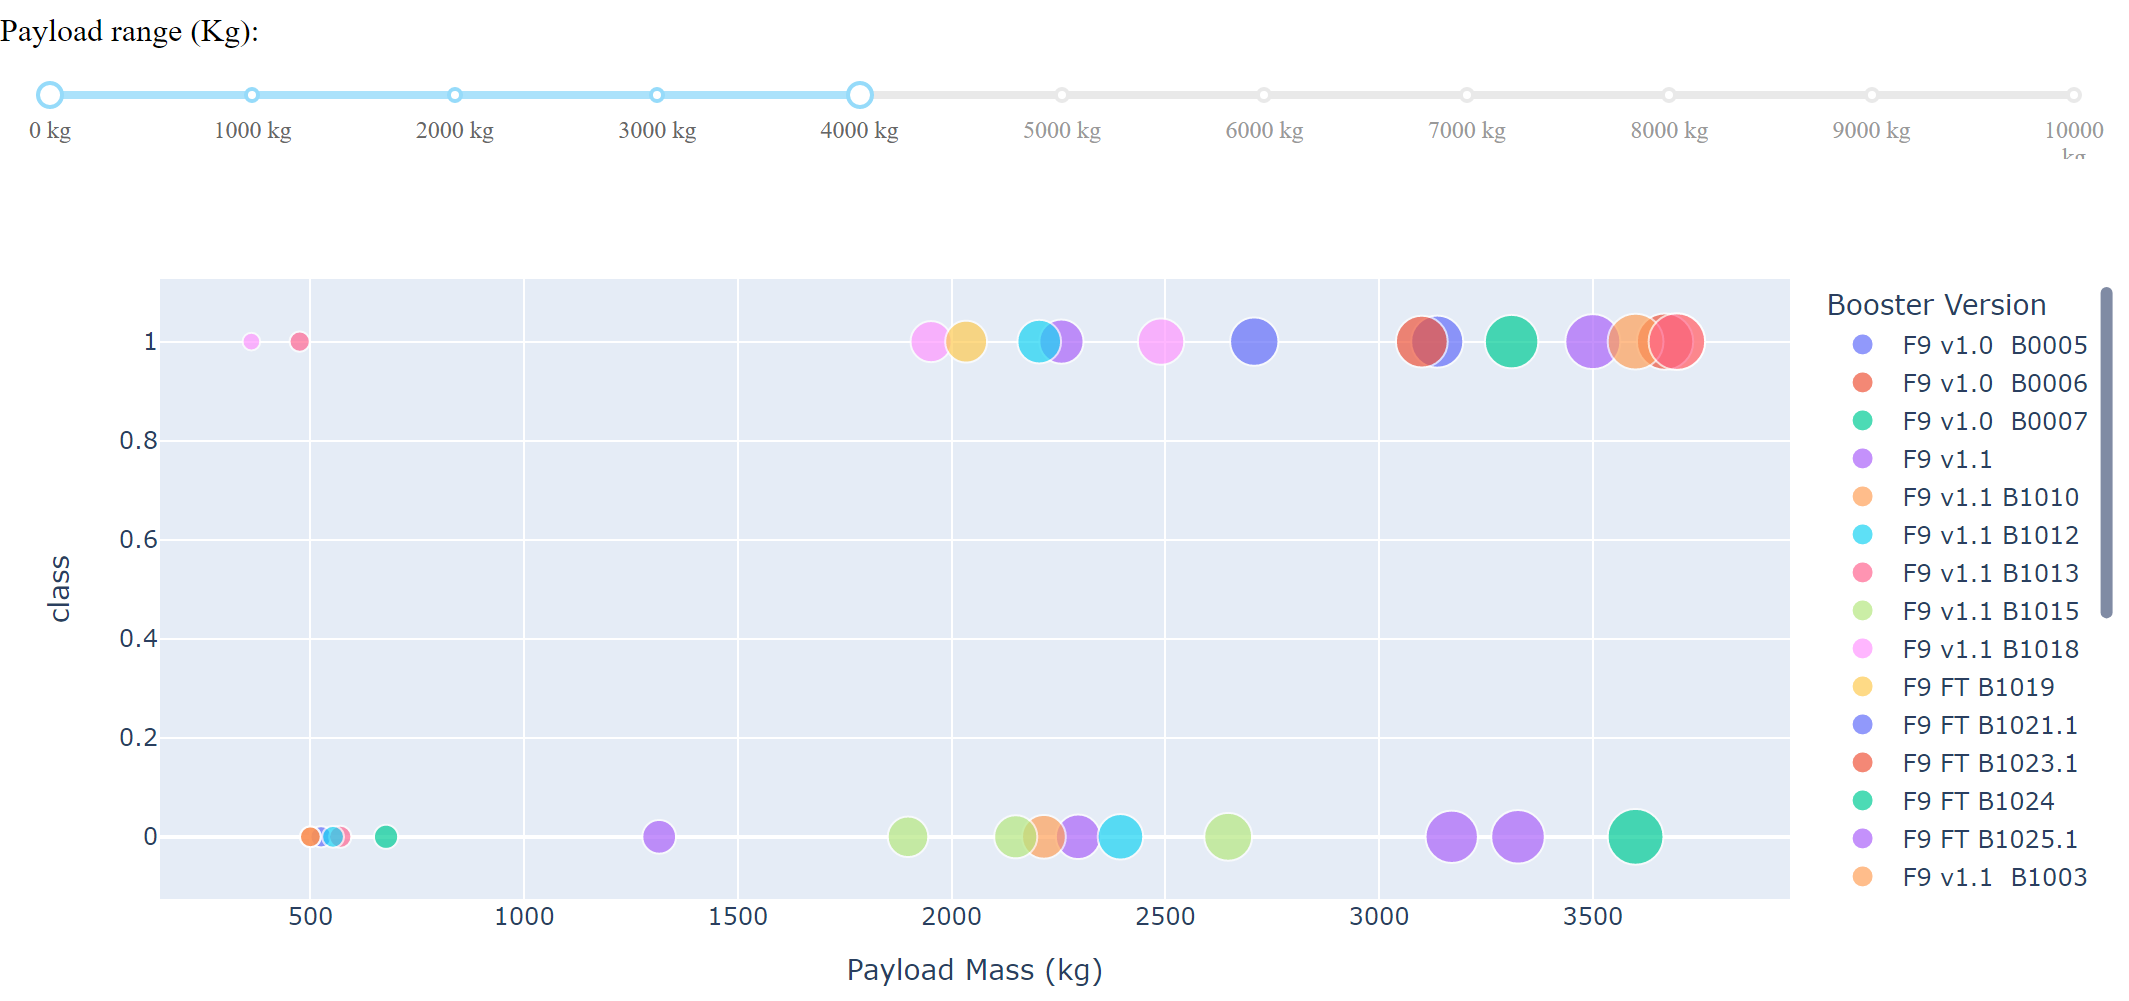 Payload range (Kg):
0 kg 1000 kg 2000 kg 3000 kg 4000 kg 5000 kg 6000 kg 7000 kg 8000 kg 9000 kg 10000
kg
Booster Version
F9 v1.0  B0005
F9 v1.0  B0006
F9 v1.0  B0007
F9 v1.1
F9 v1.1 B1010
F9 v1.1 B1012
F9 v1.1 B1013
F9 v1.1 B1015
F9 v1.1 B1018
F9 FT B1019
F9 FT B1021.1
F9 FT B1023.1
F9 FT B1024
F9 FT B1025.1
F9 v1.1  B1003
class
1
0.8
0.6
0.4
0.2
0
500 1000 1500 2000 2500 3000 3500
Payload Mass (kg)